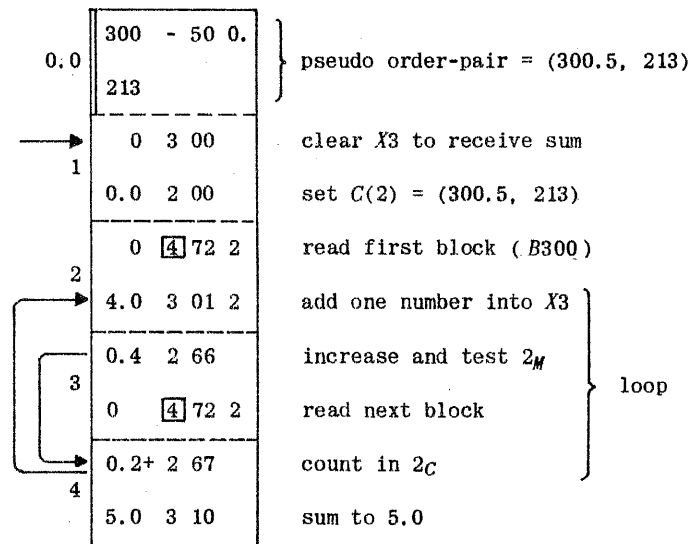 300 - 50 0.
0.0 } pseudo order-pair = (300.5, 213)
213
0 3 00 clear X3 to receive sum
1
0.0 2 00 set C(2) = (300.5, 213)
0 4 72 2 read first block ( B300 )
2
4.0 3 01 2 add one number into X3
0.4 2 66 increase and test 2M
3 loop
0 4 72 2 read next block
0.2+ 2 67 count in 2C
4
5.0 3 10 sum to 5.0